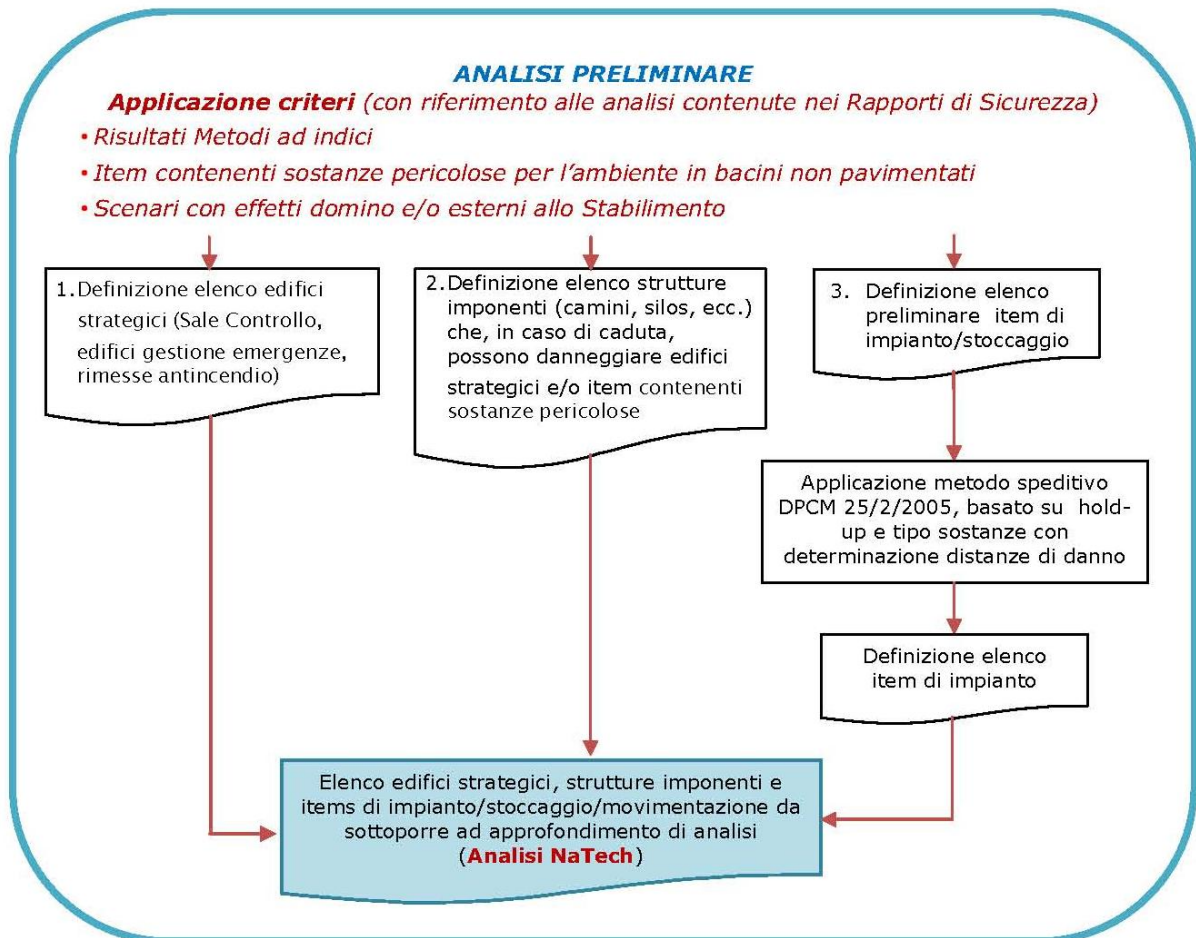 ANALISI PRELIMINARE
Applicazione criteri (con riferimento alle analisi contenute nei Rapporti di Sicurezza)
• Risultati Metodi ad indici
• Item contenenti sostanze pericolose per l'ambiente in bacini non pavimentati
• Scenari con effetti domino e/o esterni allo Stabilimento
1. Definizione elenco edifici
strategici (Sale Controllo,
edifici gestione emergenze,
rimesse antincendio)
2. Definizione elenco strutture
imponenti (camini, silos, ecc.)
che, in caso di caduta,
possono danneggiare edifici
strategici e/o item contenenti
sostanze pericolose
3. Definizione elenco
preliminare item di
impianto/stoccaggio
Applicazione metodo speditivo
DPCM 25/2/2005, basato su hold-
up e tipo sostanze con
determinazione distanze di danno
Definizione elenco
item di impianto
Elenco edifici strategici, strutture imponenti e
items di impianto/stoccaggio/movimentazione da
sottoporre ad approfondimento di analisi
(Analisi NaTech)